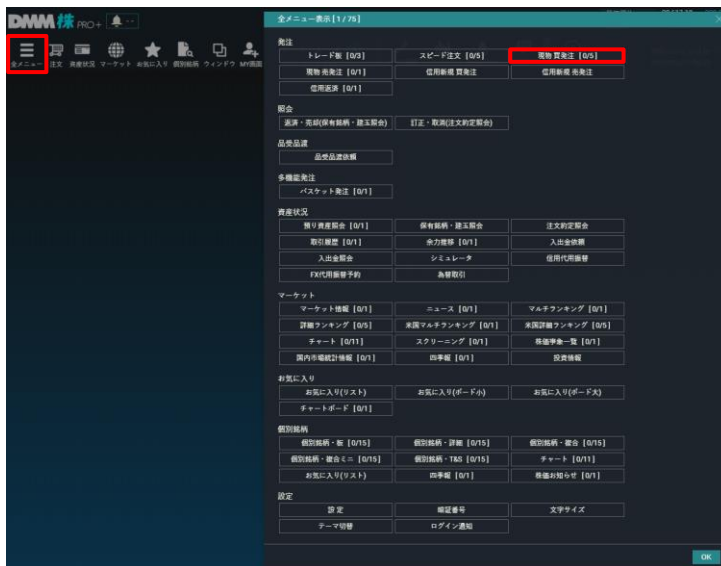 DMM株 PRO+
全メニュー 注文 資産状況 マーケット お気に入り 個別銘柄 ウィンドウ MY画面
全メニュー表示 [1/75]
発注
トレード板 [0/3] スピード注文 [0/5] 現物 買発注 [0/5]
現物 売発注 [0/1] 信用新規 買発注 信用新規 売発注
信用返済 [0/1]
照会
返済・売却(保有銘柄・建玉照会) 訂正・取消(注文約定照会)
品受品渡
品受品渡依頼
多機能発注
バスケット発注 [0/1]
資産状況
預り資産照会 [0/1] 保有銘柄・建玉照会 注文約定照会
取引履歴 [0/1] 余力推移 [0/1] 入出金依頼
入出金照会 シミュレータ 信用代用振替
FX代用振替予約 為替取引
マーケット
マーケット情報 [0/1] ニュース [0/1] マルチランキング [0/1]
詳細ランキング [0/5] 米国マルチランキング [0/1] 米国詳細ランキング [0/5]
チャート [0/11] スクリーニング [0/1] 株価事象一覧 [0/1]
国内市場統計情報 [0/1] 四季報 [0/1] 投資情報
お気に入り
お気に入り(リスト) お気に入り(ボード小) お気に入り(ボード大)
チャートボード [0/1]
個別銘柄
個別銘柄・板 [0/15] 個別銘柄・詳細 [0/15] 個別銘柄・複合 [0/15]
個別銘柄・複合ミニ [0/15] 個別銘柄・T&S [0/15] チャート [0/11]
お気に入り(リスト) 四季報 [0/1] 株価お知らせ [0/1]
設定
設定 暗証番号 文字サイズ
テーマ切替 ログイン通知
OK